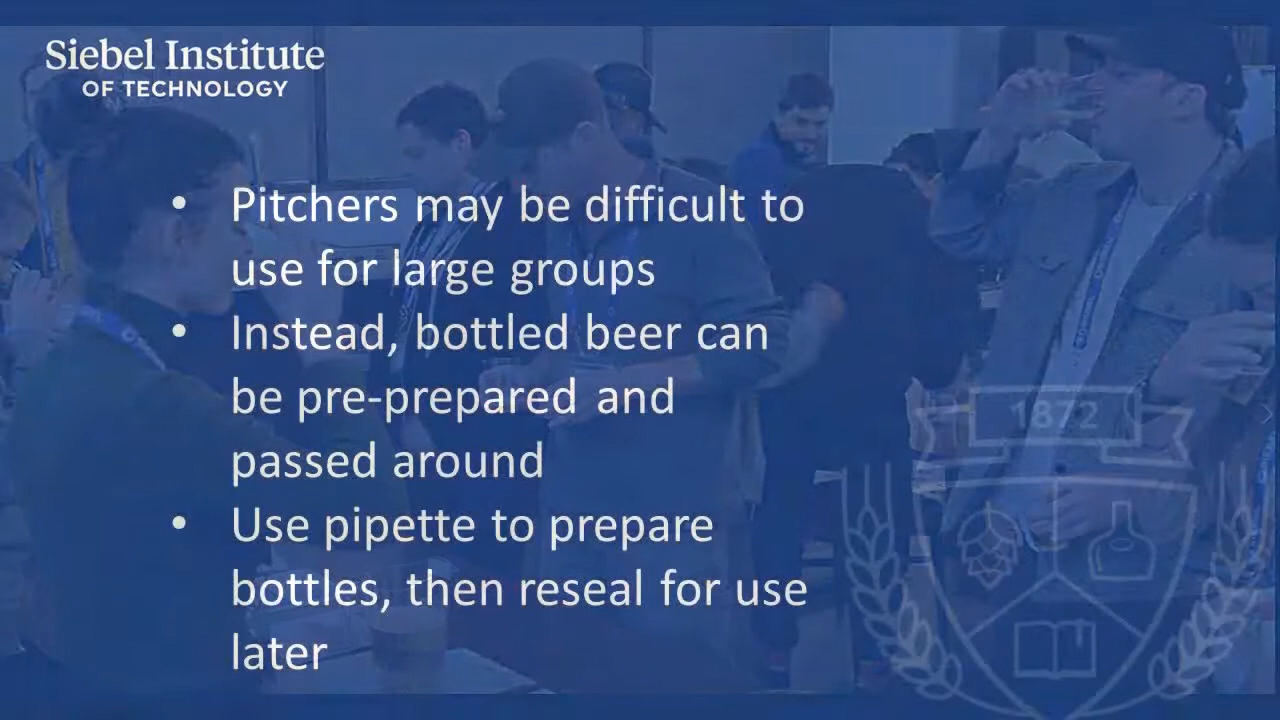 Siebel Institute
OF TECHNOLOGY
• Pitchers may be difficult to
use for large groups
• Instead, bottled beer can
be pre-prepared and
passed around
• Use pipette to prepare
bottles, then reseal for use
later
1872